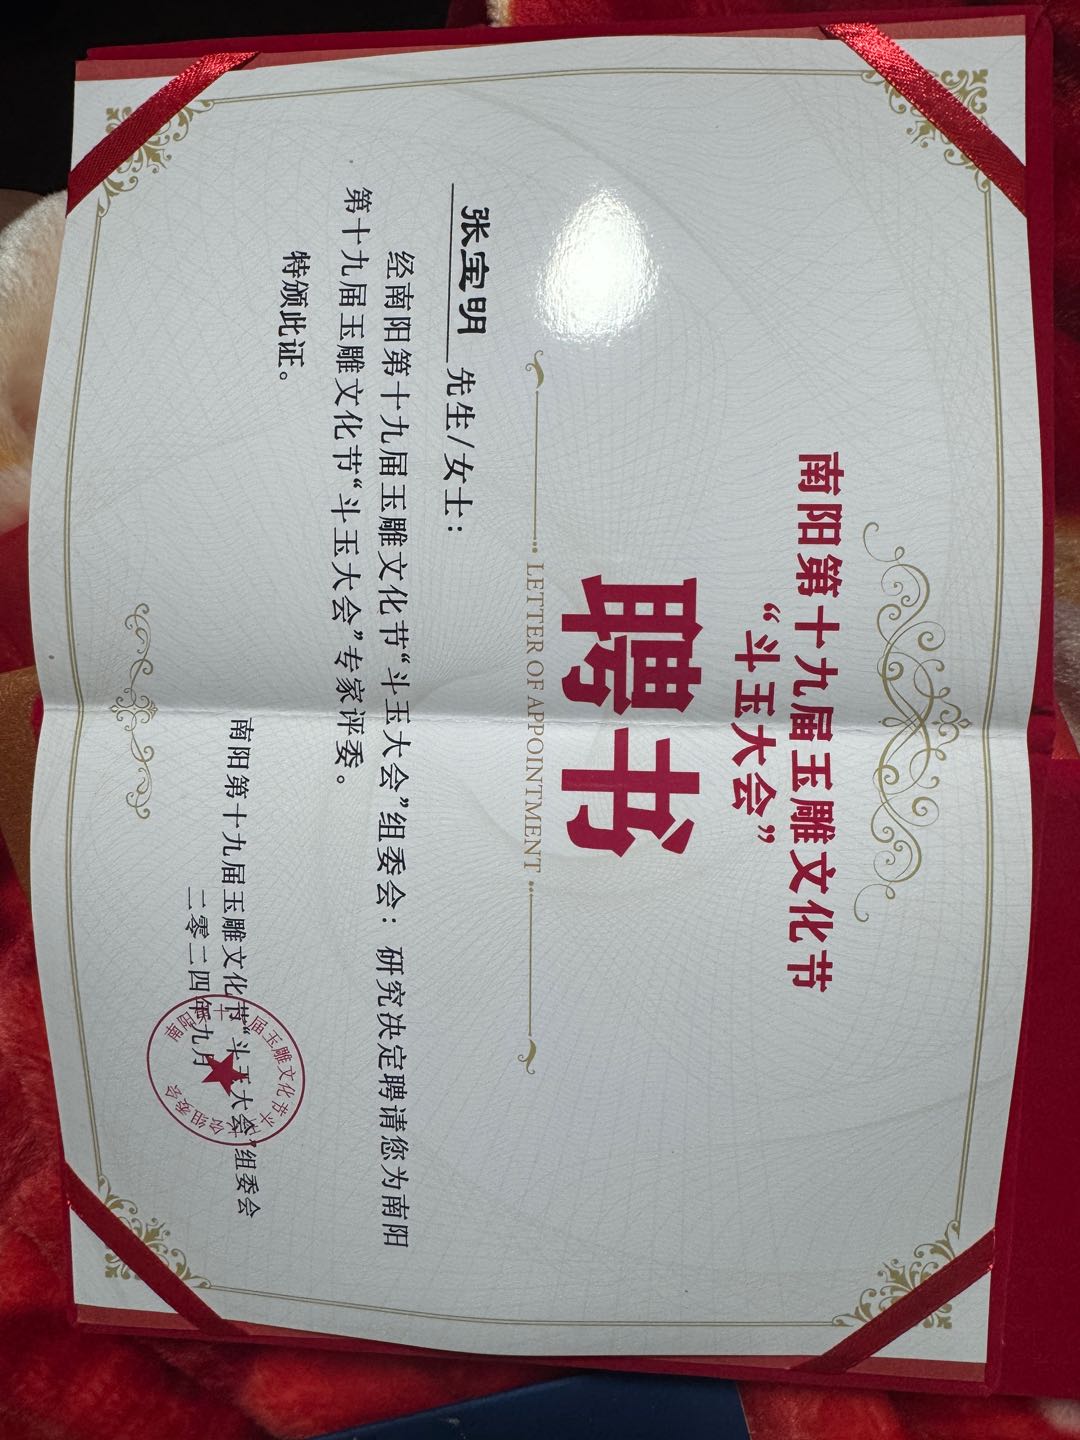 南阳第十九届玉雕文化节
“斗玉大会”
聘书
LETTER OF APPOINTMENT
张宝明 先生/女士：
经南阳第十九届玉雕文化节“斗玉大会”组委会：研究决定聘请您为南阳
第十九届玉雕文化节“斗玉大会”专家评委。
特颁此证。
南阳第十九届玉雕文化节“斗玉大会”组委会
二零二四年九月